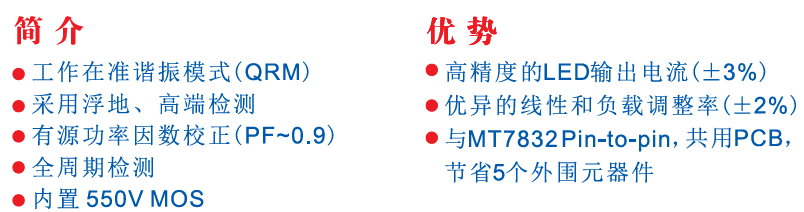 简介
● 工作在准谐振模式(QRM)
● 采用浮地、高端检测
● 有源功率因数校正(PF~0.9)
● 全周期检测
● 内置 550V MOS
优势
● 高精度的LED输出电流(±3%)
● 优异的线性和负载调整率(±2%)
● 与MT7832 Pin-to-pin, 共用PCB,
节省5个外围元器件